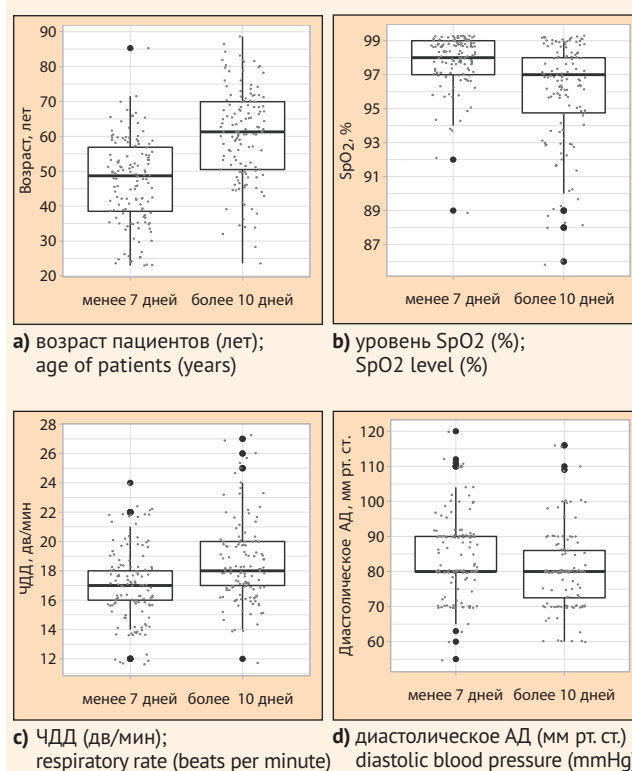 90
80
70
60
50
40
30
20
Возраст, лет
менее 7 дней более 10 дней
a) возраст пациентов (лет);
age of patients (years)
99
97
95
93
91
89
87
SpO2, %
менее 7 дней более 10 дней
b) уровень SpO2 (%);
SpO2 level (%)
28
26
24
22
20
18
16
14
12
ЧДД, дв/мин
менее 7 дней более 10 дней
c) ЧДД (дв/мин);
respiratory rate (beats per minute)
120
110
100
90
80
70
60
Диастолическое АД, мм рт. ст.
менее 7 дней более 10 дней
d) диастолическое АД (мм рт. ст.)
diastolic blood pressure (mmHg